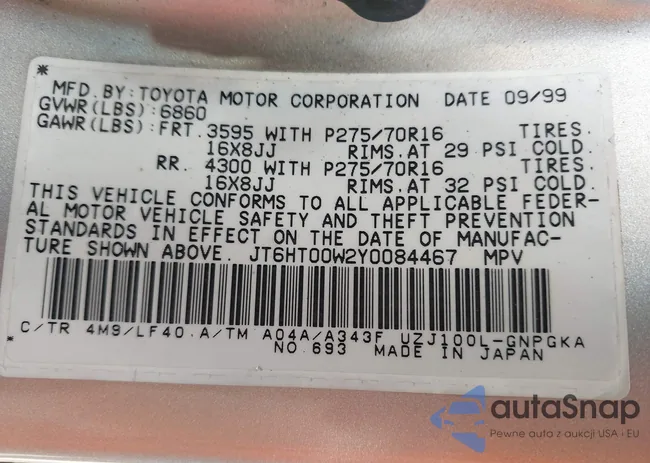 *
MFD.BY:TOYOTA MOTOR CORPORATION DATE 09/99
GVWR(LBS):6860
GAWR(LBS):FRT. 3595 WITH P275/70R16 TIRES.
16X8JJ RIMS.AT 29 PSI COLD.
RR. 4300 WITH P275/70R16 TIRES.
16X8JJ RIMS.AT 32 PSI COLD.
THIS VEHICLE CONFORMS TO ALL APPLICABLE FEDER-
AL MOTOR VEHICLE SAFETY AND THEFT PREVENTION
STANDARDS IN EFFECT ON THE DATE OF MANUFAC-
TURE SHOWN ABOVE. JT6HT00W2Y0084467 MPV
C/TR 4M9/LF40.A/TM A04A/A343F UZJ100L-GNPGKA
* NO.693 MADE IN JAPAN
autaSnap
Pewne auta z aukcji USA - EU